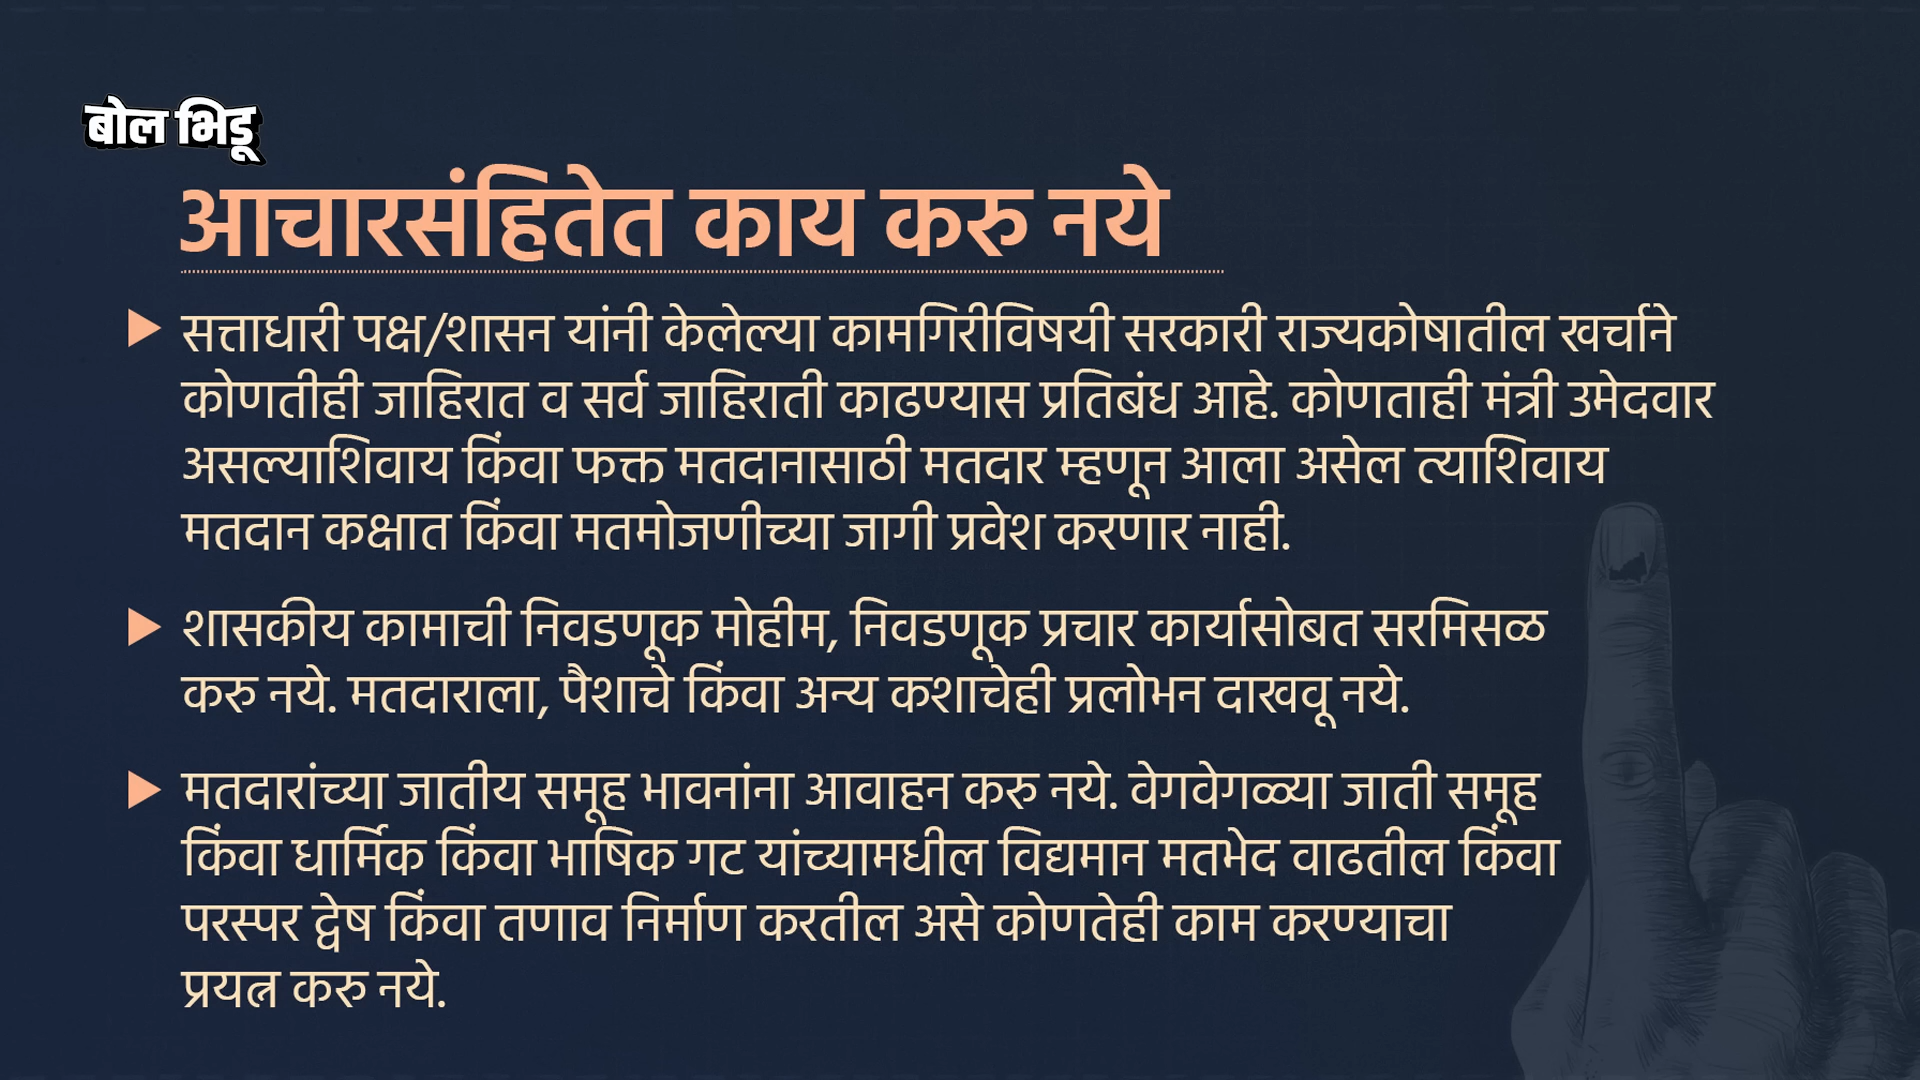 बोल भिडू
आचारसंहितेत काय करु नये
सत्ताधारी पक्ष/शासन यांनी केलेल्या कामगिरीविषयी सरकारी राज्यकोषातील खर्चाने
कोणतीही जाहिरात व सर्व जाहिराती काढण्यास प्रतिबंध आहे. कोणताही मंत्री उमेदवार
असल्याशिवाय किंवा फक्त मतदानासाठी मतदार म्हणून आला असेल त्याशिवाय
मतदान कक्षात किंवा मतमोजणीच्या जागी प्रवेश करणार नाही.
शासकीय कामाची निवडणूक मोहीम, निवडणूक प्रचार कार्यासोबत सरमिसळ
करु नये. मतदाराला, पैशाचे किंवा अन्य कशाचेही प्रलोभन दाखवू नये.
मतदारांच्या जातीय समूह भावनांना आवाहन करु नये. वेगवेगळ्या जाती समूह
किंवा धार्मिक किंवा भाषिक गट यांच्यामधील विद्यमान मतभेद वाढतील किंवा
परस्पर द्वेष किंवा तणाव निर्माण करतील असे कोणतेही काम करण्याचा
प्रयत्न करु नये.